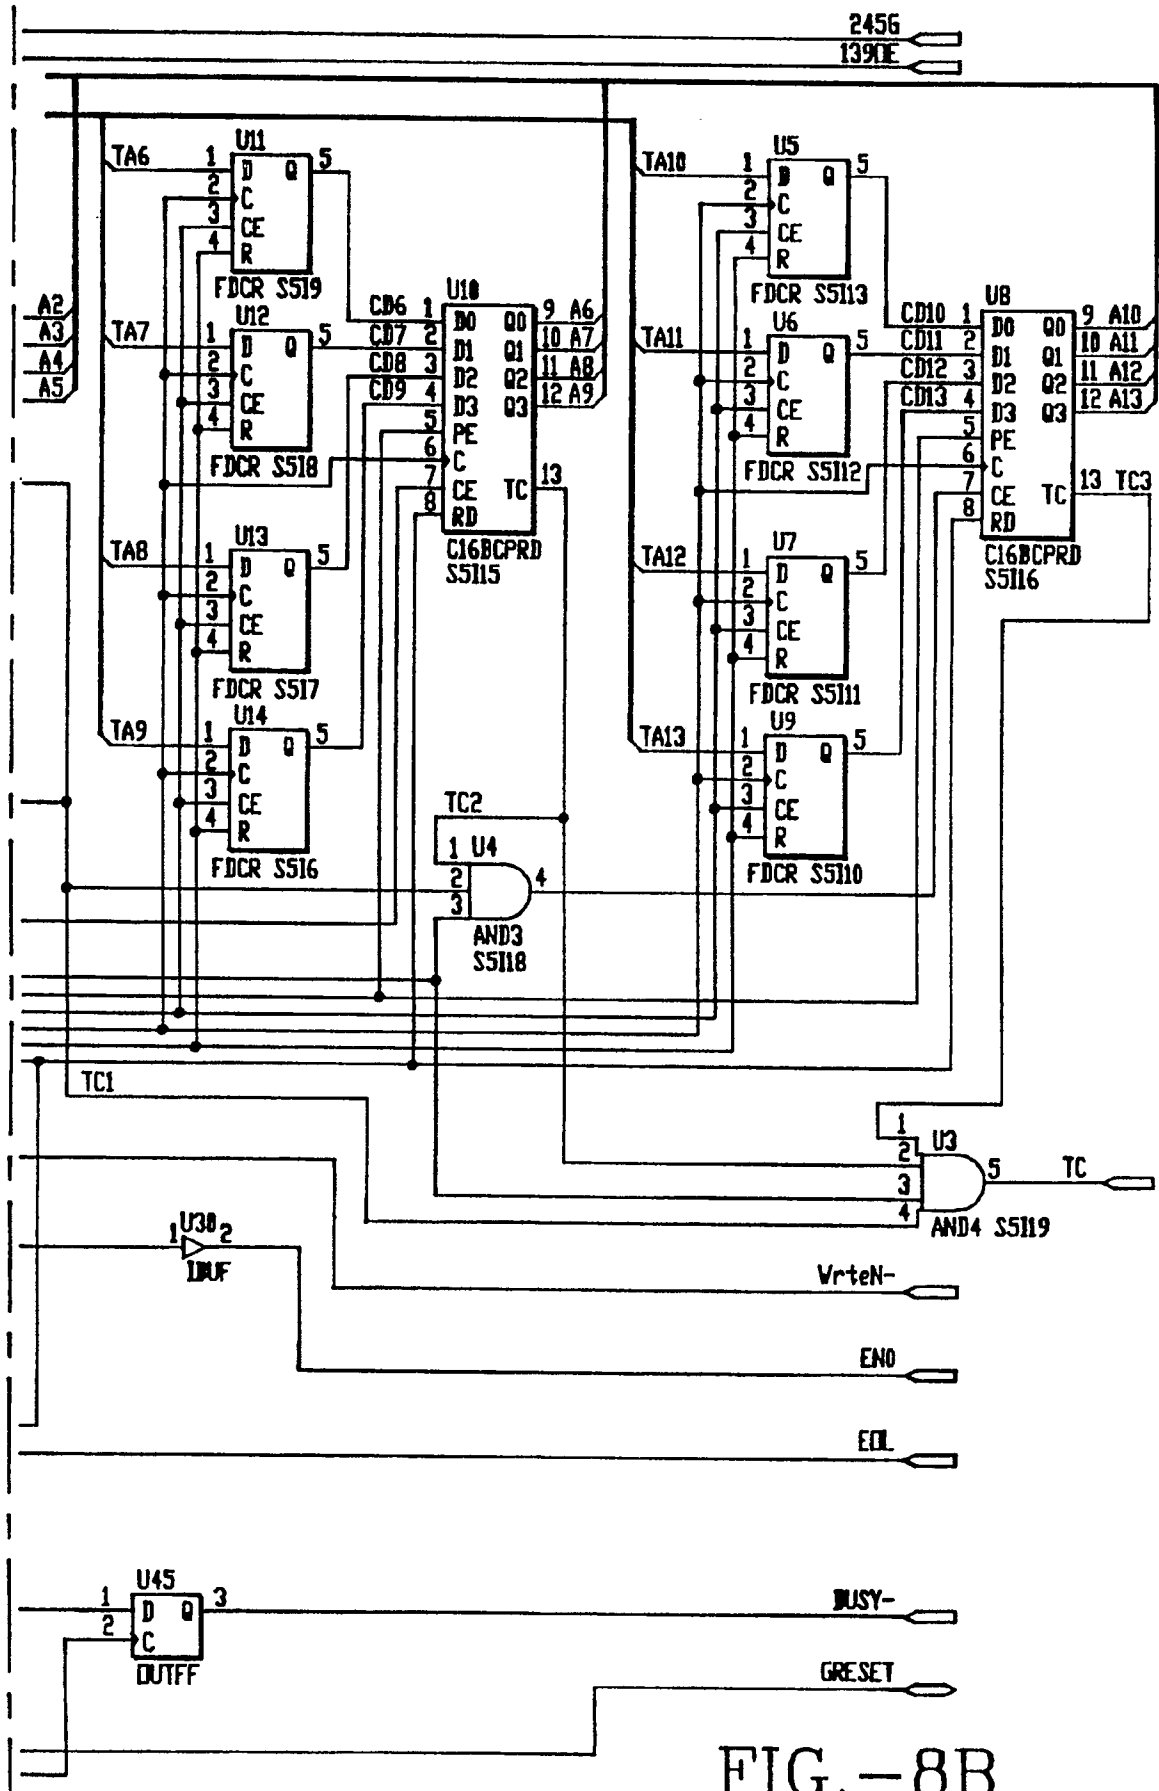 245G
139OE
U11
TA6 1 D Q 5
2 C
3 CE
4 R
FDCR S5I9
U12
TA7 1 D Q 5
2 C
3 CE
4 R
FDCR S5I8
U13
TA8 1 D Q 5
2 C
3 CE
4 R
FDCR S5I7
U14
TA9 1 D Q 5
2 C
3 CE
4 R
FDCR S5I6
A2
A3
A4
A5
U10
CD6 1 D0 Q0 9 A6
CD7 2 D1 Q1 10 A7
CD8 3 D2 Q2 11 A8
CD9 4 D3 Q3 12 A9
5 PE
6 C
7 CE TC 13
8 RD
C16BCPRD
S5I15
U5
TA10 1 D Q 5
2 C
3 CE
4 R
FDCR S5I13
U6
TA11 1 D Q 5
2 C
3 CE
4 R
FDCR S5I12
U7
TA12 1 D Q 5
2 C
3 CE
4 R
FDCR S5I11
U9
TA13 1 D Q 5
2 C
3 CE
4 R
FDCR S5I10
U8
CD10 1 D0 Q0 9 A10
CD11 2 D1 Q1 10 A11
CD12 3 D2 Q2 11 A12
CD13 4 D3 Q3 12 A13
5 PE
6 C
7 CE TC 13 TC3
8 RD
C16BCPRD
S5I16
TC2
1 U4
2 4
3
AND3
S5I18
TC1
1 U3
2 5 TC
3
4
AND4 S5I19
1 U30 2
IBUF
WrteN-
EN0
EOL
U45
1 D Q 3
2 C
OUTFF
BUSY-
GRESET
FIG.-8B